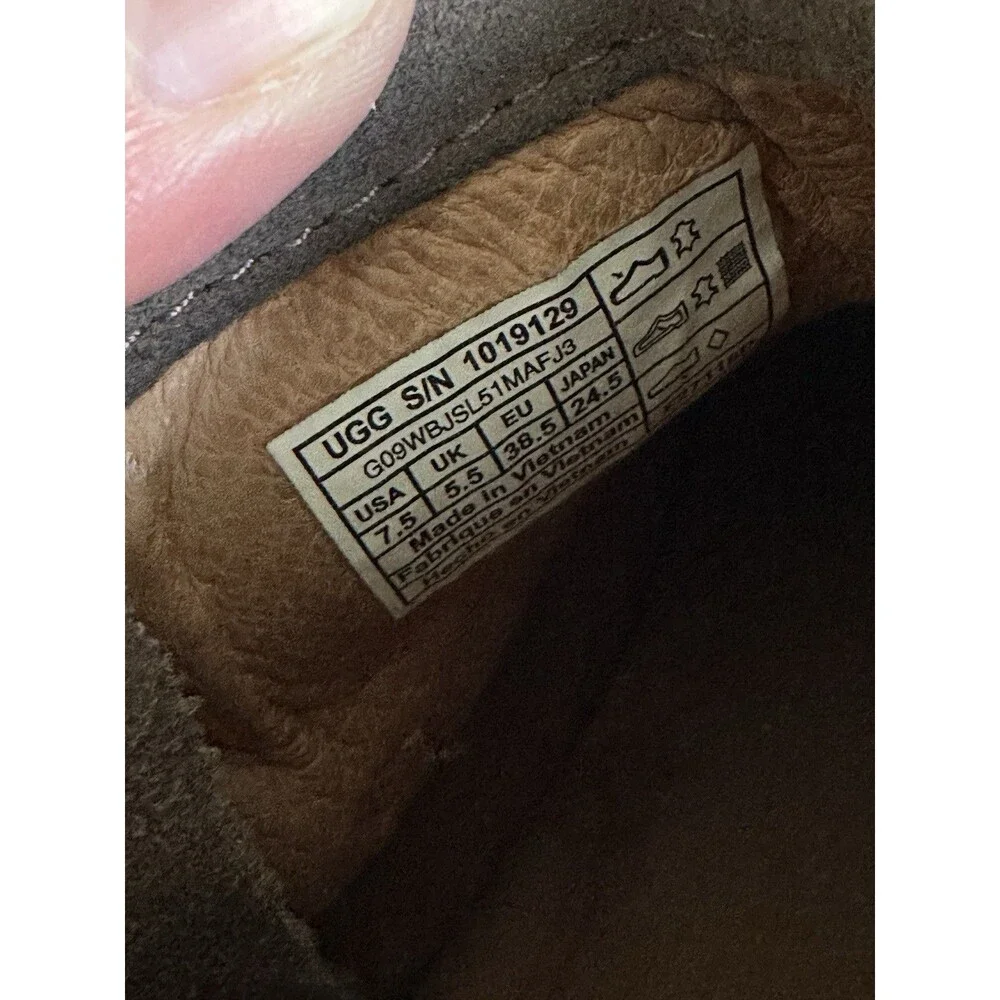 UGG S/N 1019129
G09WBJSL51MAFJ3
USA UK EU JAPAN
7.5 5.5 38.5 24.5
Made in Vietnam
Fabrique en Vietnam
Hecho en Vietnam